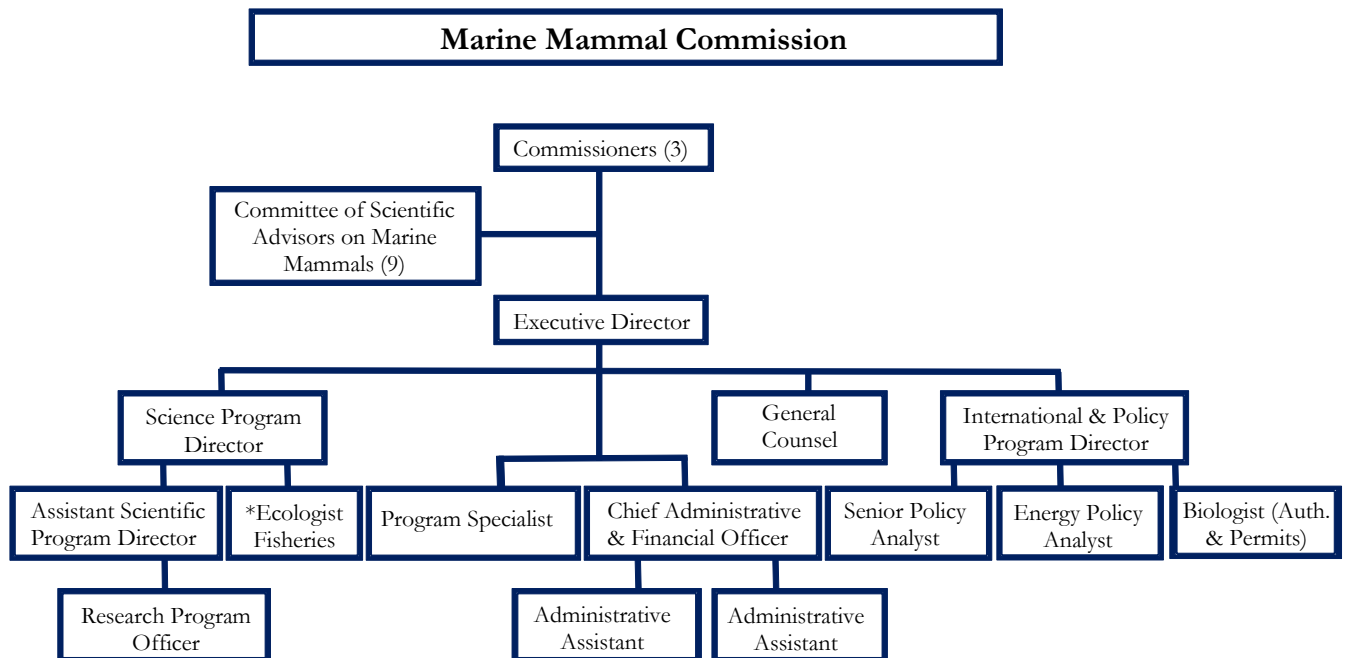 Marine Mammal Commission
Commissioners (3)
Committee of Scientific
Advisors on Marine
Mammals (9)
Executive Director
Science Program
Director
General
Counsel
International & Policy
Program Director
Assistant Scientific
Program Director
*Ecologist
Fisheries
Program Specialist
Chief Administrative
& Financial Officer
Senior Policy
Analyst
Energy Policy
Analyst
Biologist (Auth.
& Permits)
Research Program
Officer
Administrative
Assistant
Administrative
Assistant